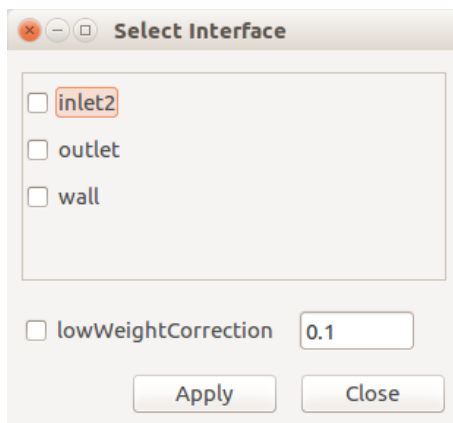 Select Interface
inlet2
outlet
wall
lowWeightCorrection 0.1
Apply Close